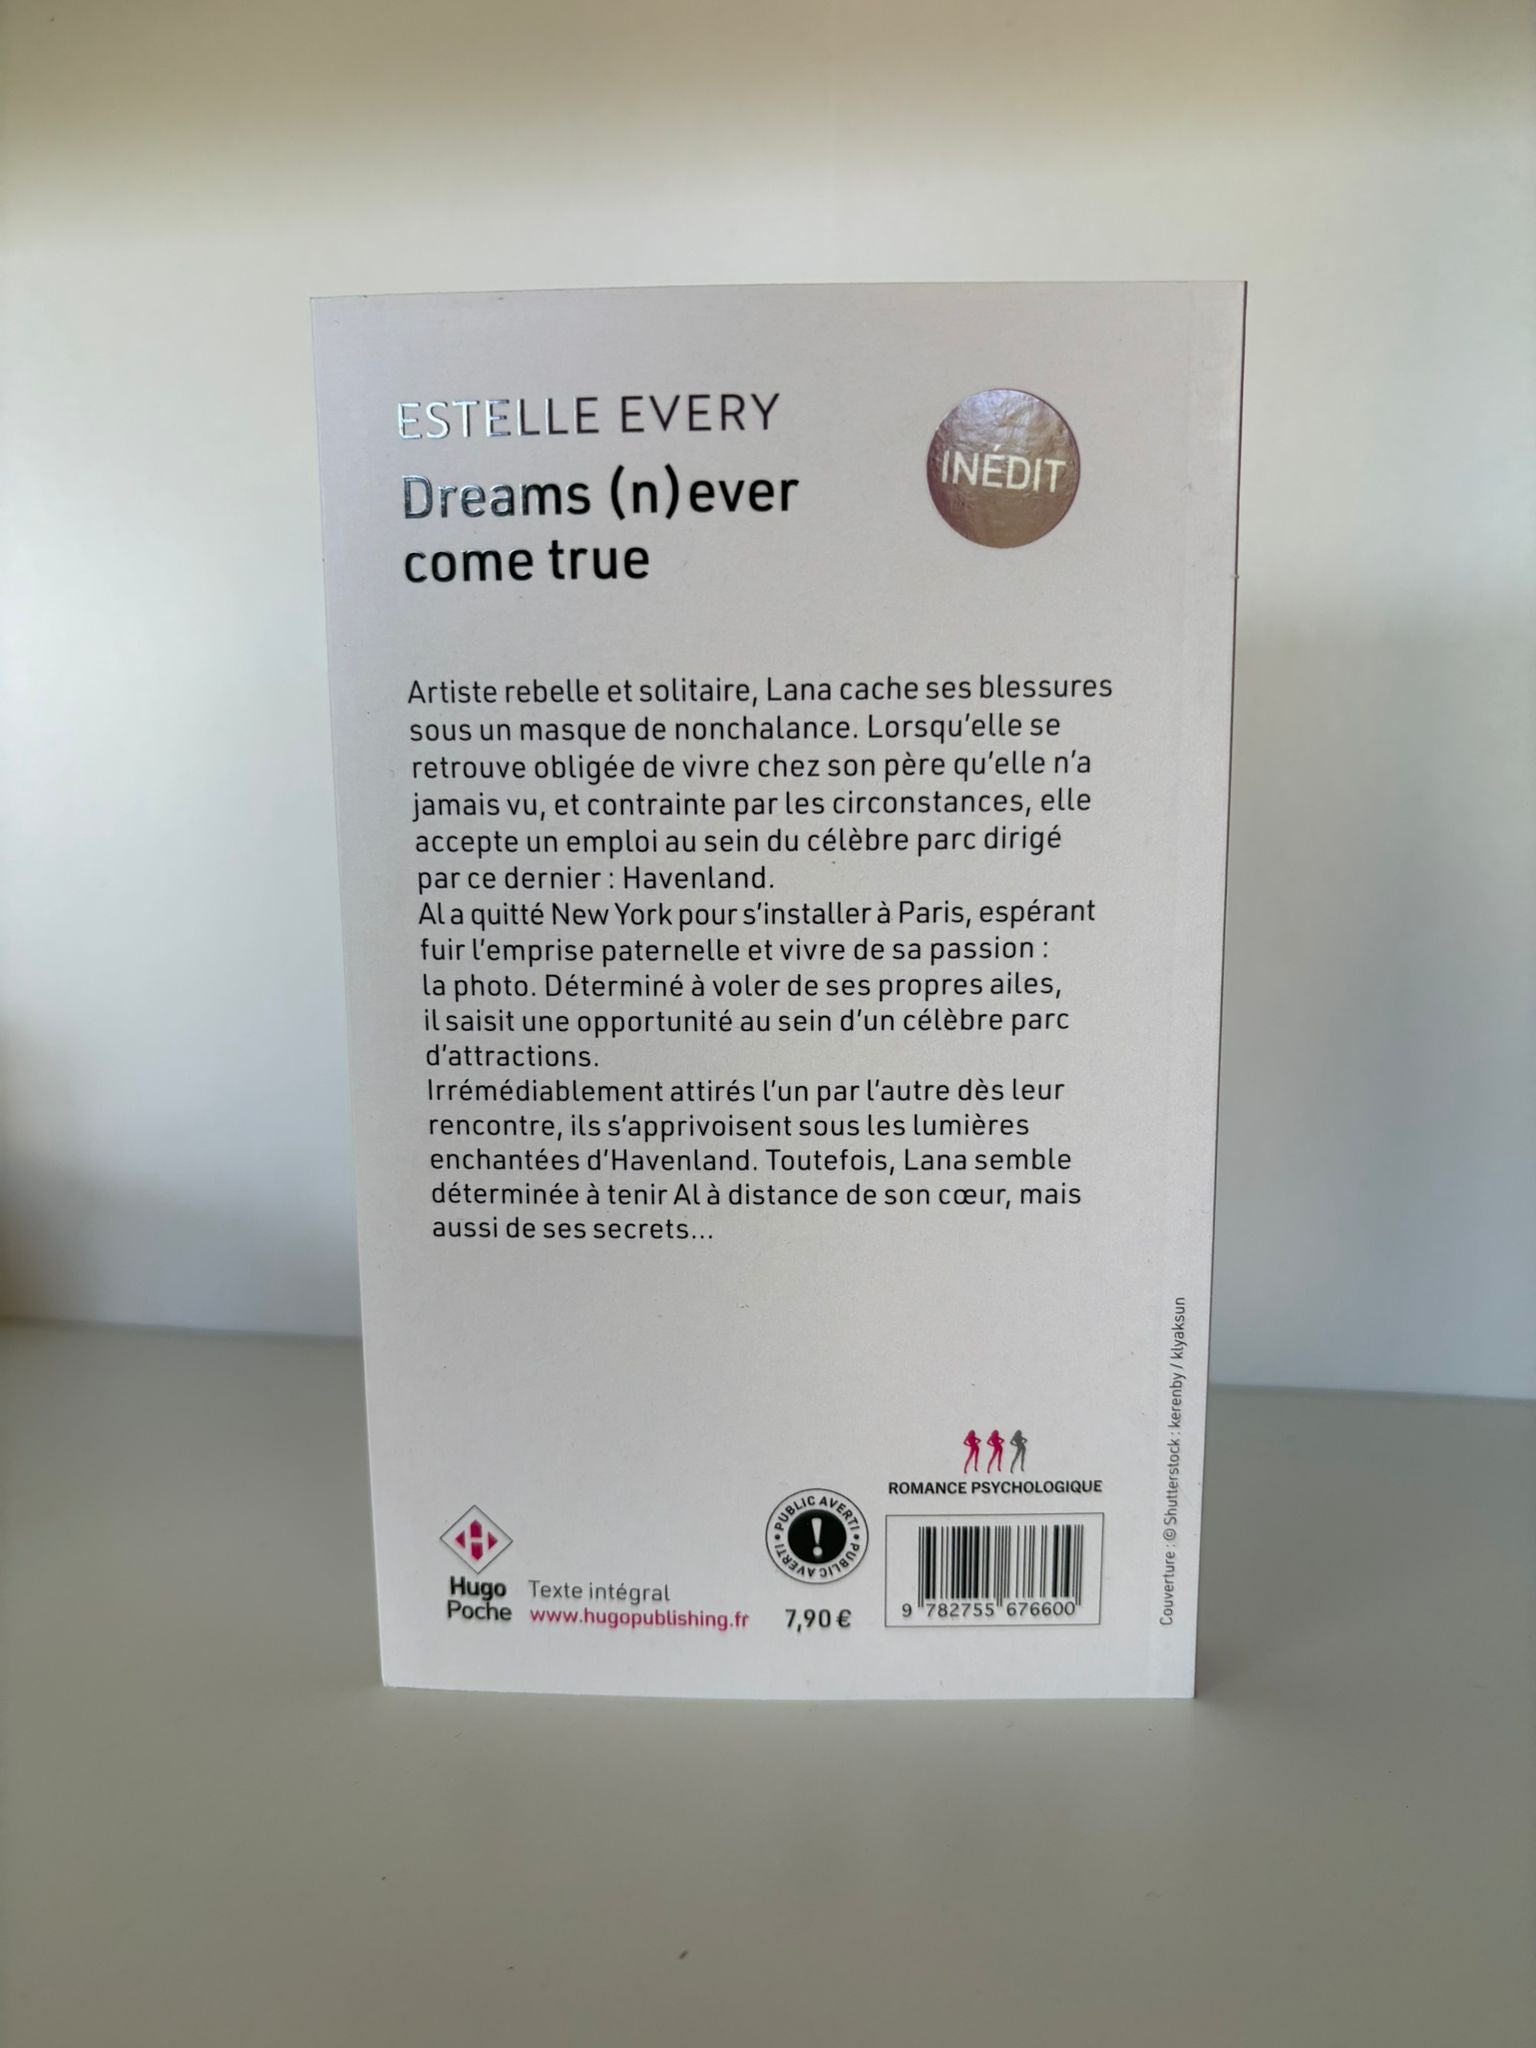 ESTELLE EVERY
Dreams (n)ever
come true
INÉDIT
Artiste rebelle et solitaire, Lana cache ses blessures
sous un masque de nonchalance. Lorsqu'elle se
retrouve obligée de vivre chez son père qu'elle n'a
jamais vu, et contrainte par les circonstances, elle
accepte un emploi au sein du célèbre parc dirigé
par ce dernier : Havenland.
Al a quitté New York pour s'installer à Paris, espérant
fuir l'emprise paternelle et vivre de sa passion :
la photo. Déterminé à voler de ses propres ailes,
il saisit une opportunité au sein d'un célèbre parc
d'attractions.
Irrémédiablement attirés l'un par l'autre dès leur
rencontre, ils s'apprivoisent sous les lumières
enchantées d'Havenland. Toutefois, Lana semble
déterminée à tenir Al à distance de son cœur, mais
aussi de ses secrets...
Couverture : © Shutterstock : kerenby / klyaksun
ROMANCE PSYCHOLOGIQUE
• PUBLIC AVERTI • PUBLIC AVERTI
!
H
Hugo
Poche
Texte intégral
www.hugopublishing.fr
7,90 €
9 782755 676600